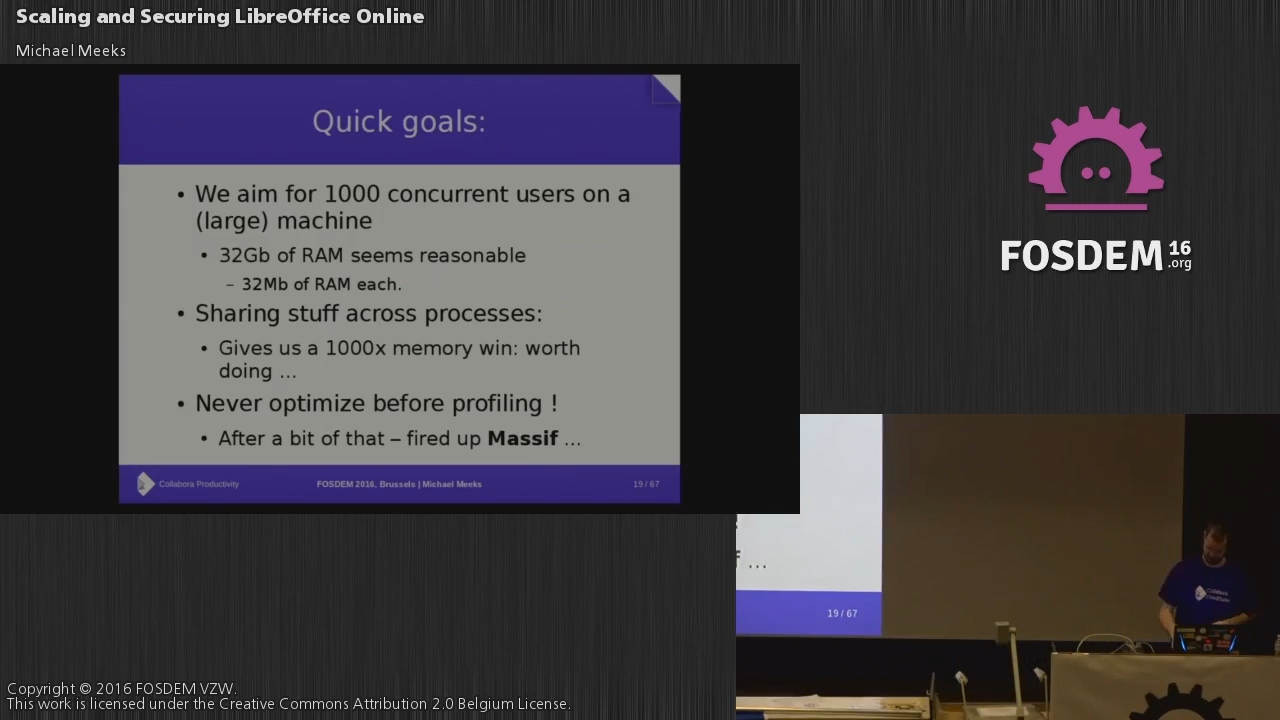 Scaling and Securing LibreOffice Online
Michael Meeks
Quick goals:
• We aim for 1000 concurrent users on a
(large) machine
• 32Gb of RAM seems reasonable
– 32Mb of RAM each.
• Sharing stuff across processes:
• Gives us a 1000x memory win: worth
doing ...
• Never optimize before profiling !
• After a bit of that – fired up Massif ...
Collabora Productivity
FOSDEM 2016, Brussels | Michael Meeks
19 / 67
FOSDEM 16
.org
...
19 / 67
Copyright © 2016 FOSDEM VZW.
This work is licensed under the Creative Commons Attribution 2.0 Belgium License.